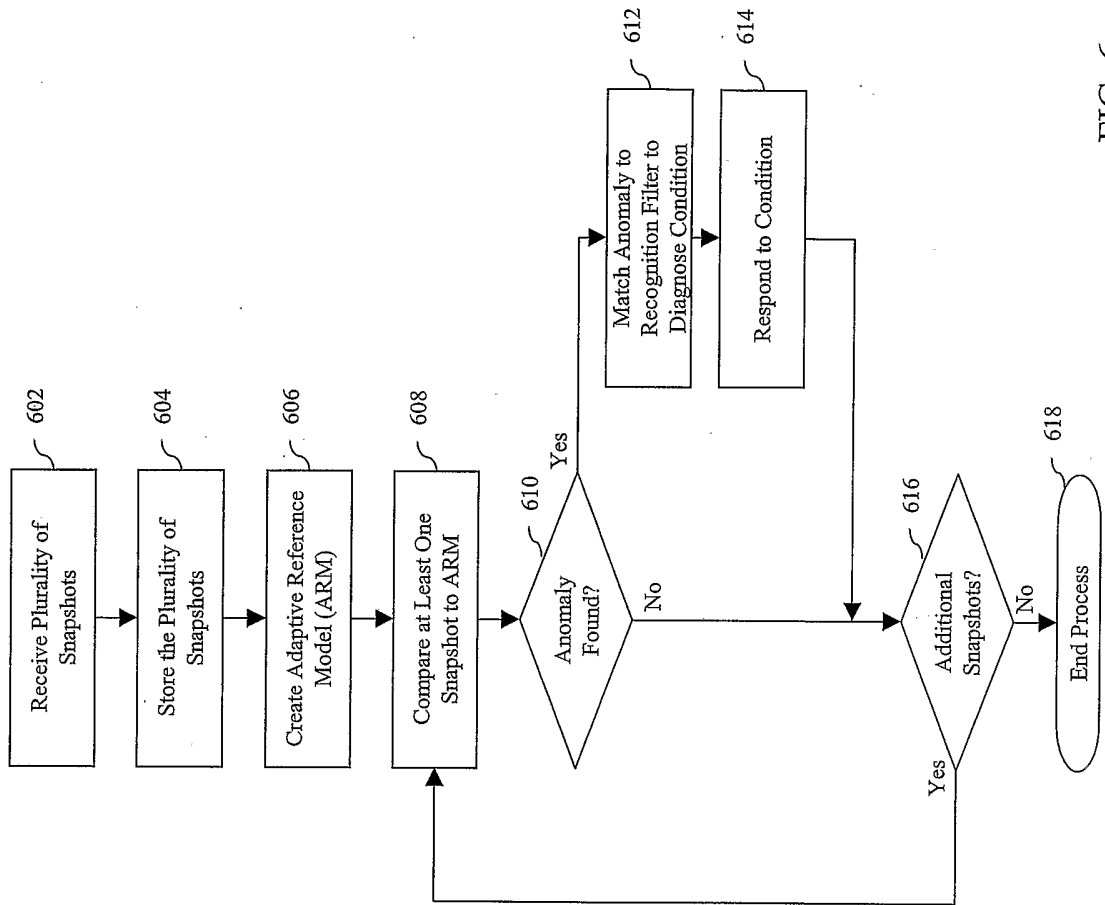 602
Receive Plurality of
Snapshots
604
Store the Plurality of
Snapshots
606
Create Adaptive Reference
Model (ARM)
608
Compare at Least One
Snapshot to ARM
610
Anomaly
Found?
Yes
No
612
Match Anomaly to
Recognition Filter to
Diagnose Condition
614
Respond to Condition
616
Additional
Snapshots?
Yes
No
618
End Process